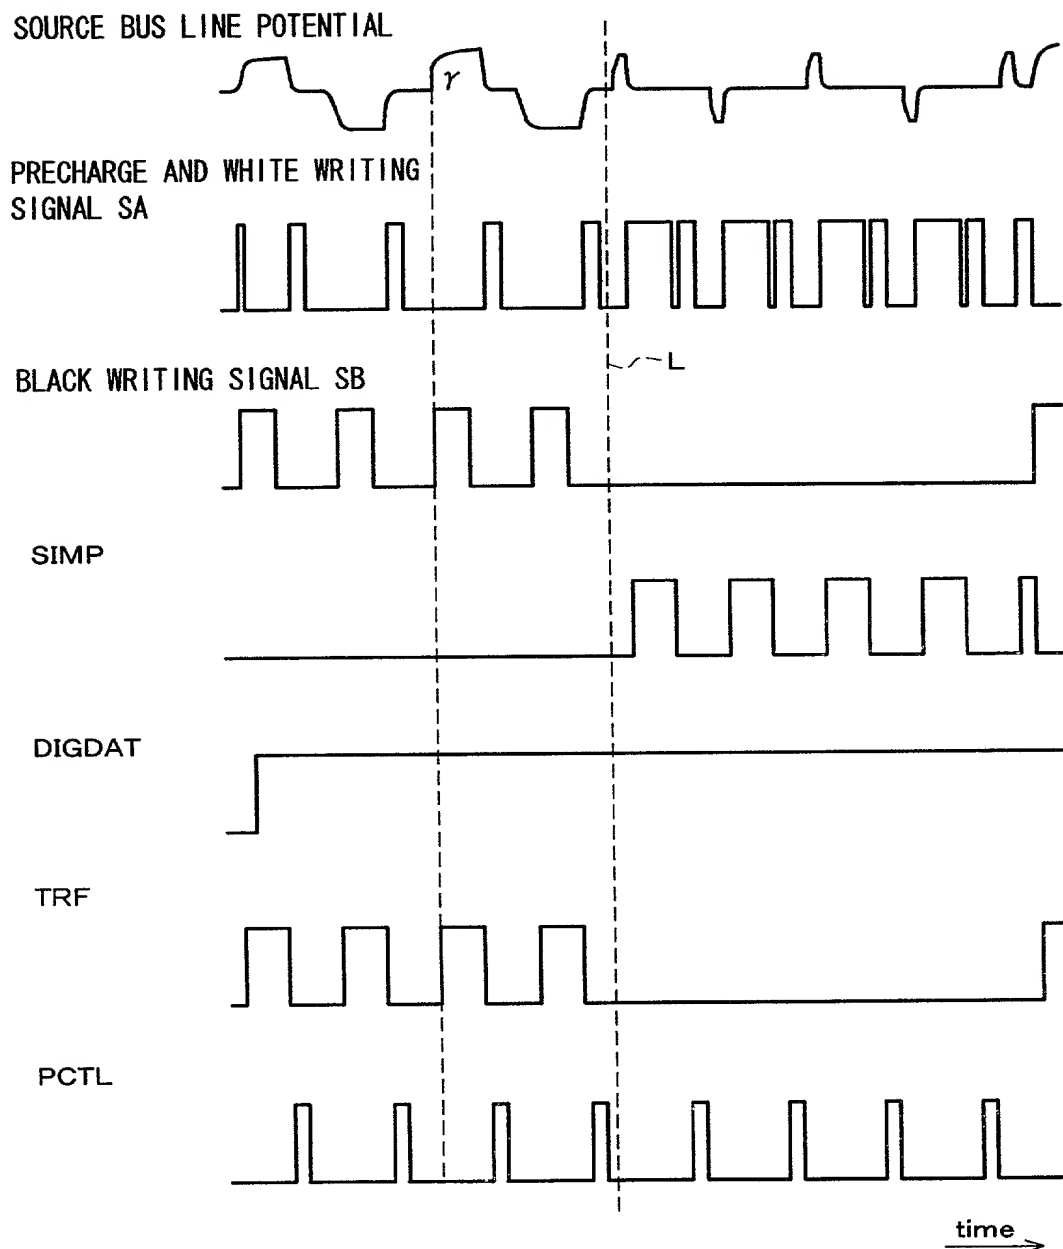 SOURCE BUS LINE POTENTIAL
γ
PRECHARGE AND WHITE WRITING
SIGNAL SA
L
BLACK WRITING SIGNAL SB
SIMP
DIGDAT
TRF
PCTL
time